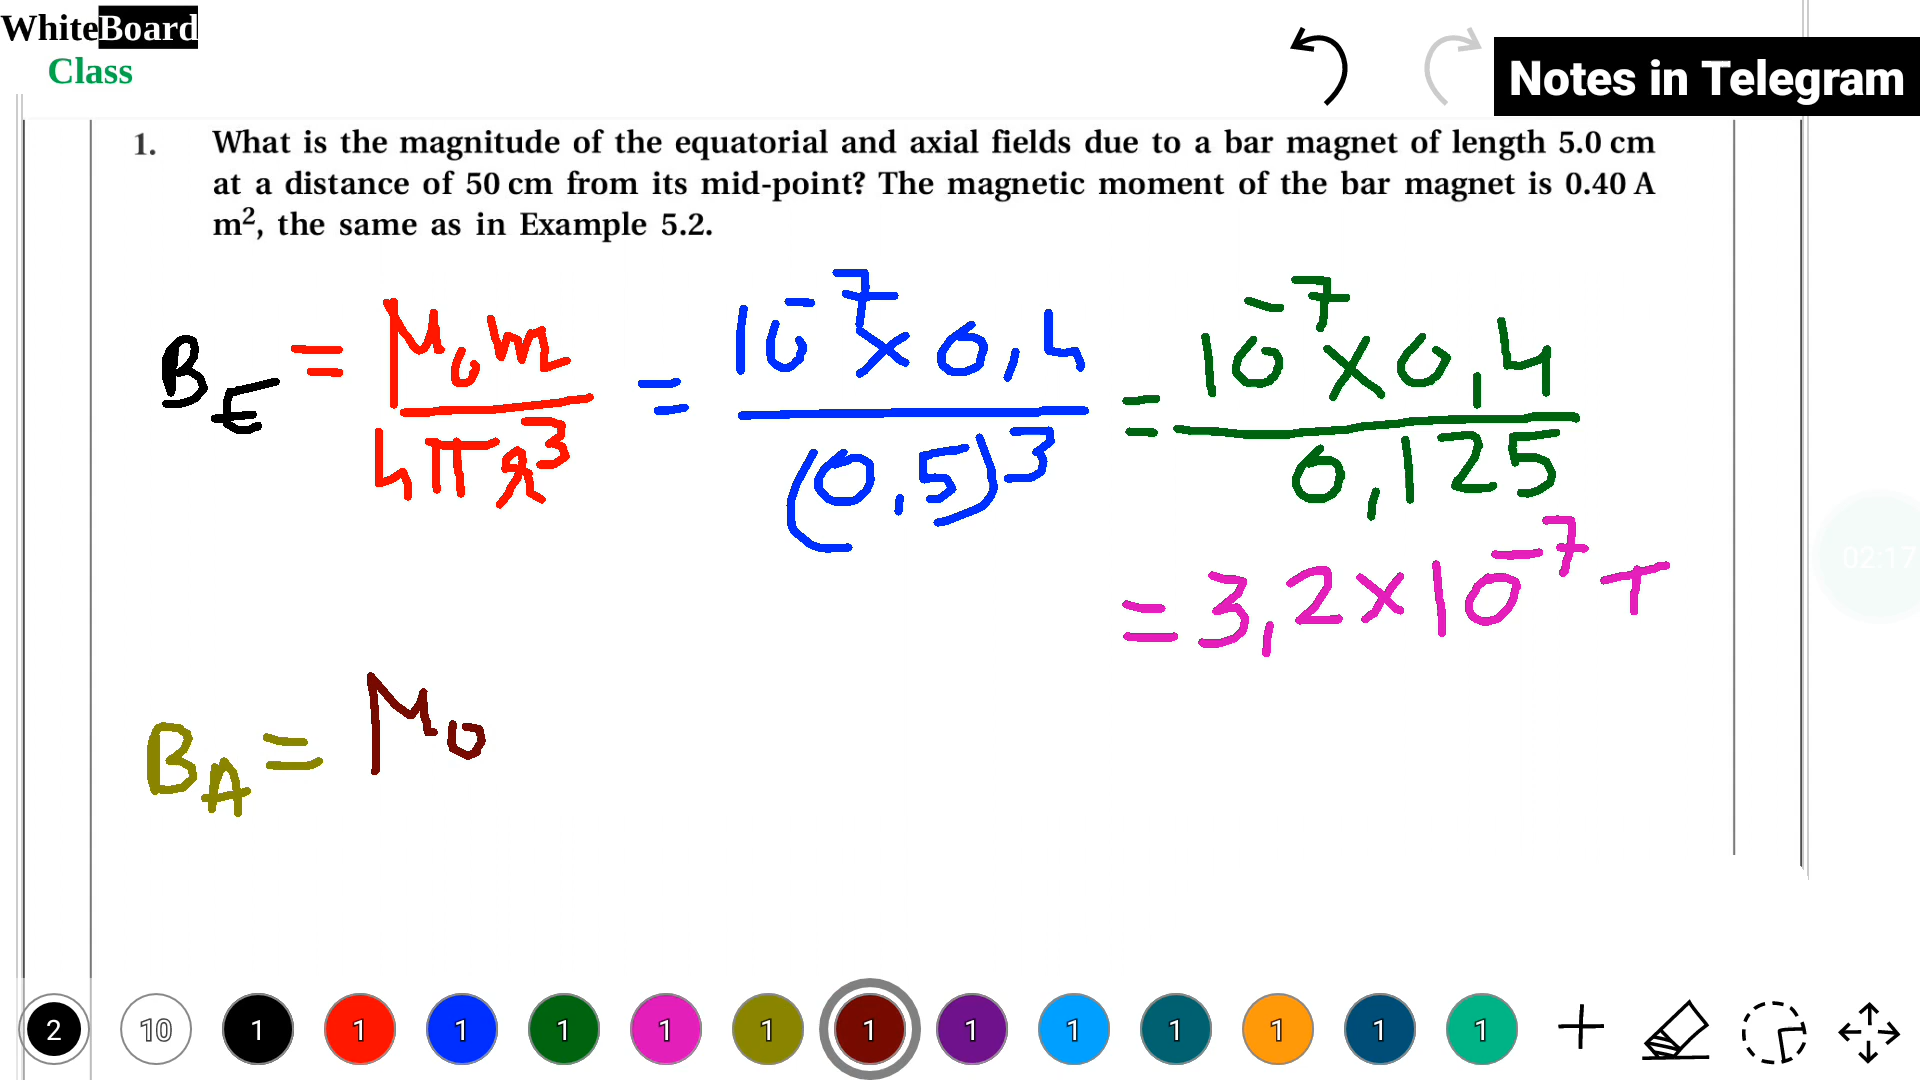 WhiteBoard
Class
Notes in Telegram
1. What is the magnitude of the equatorial and axial fields due to a bar magnet of length 5.0 cm
at a distance of 50 cm from its mid-point? The magnetic moment of the bar magnet is 0.40 A
m², the same as in Example 5.2.
B_E = μ₀m / 4πr³ = 10⁻⁷ × 0,4 / (0,5)³ = 10⁻⁷ × 0,4 / 0,125
= 3,2 × 10⁻⁷ T
02:17
B_A = μ₀
2 10 1 1 1 1 1 1 1 1 1 1 1 1 1